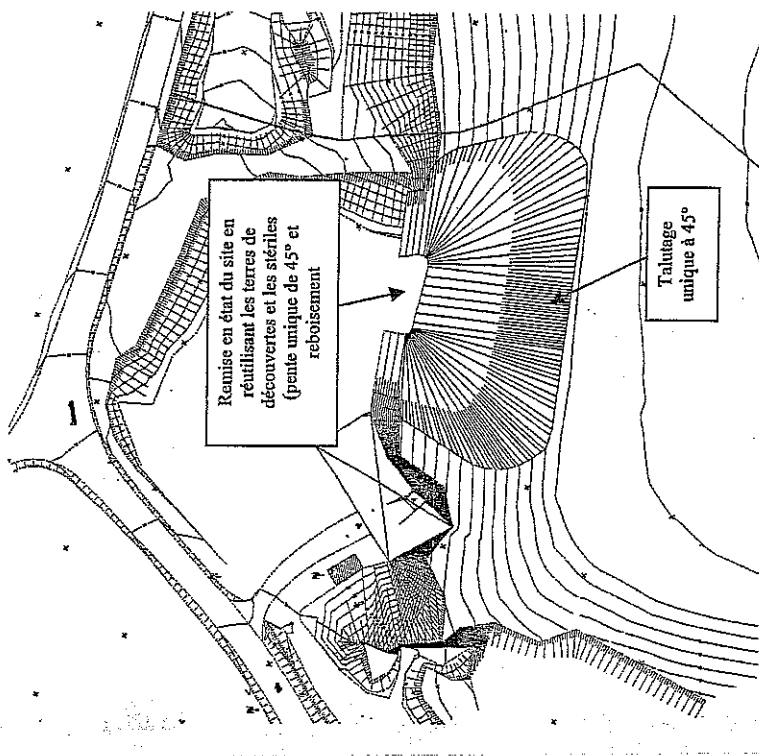 Remise en état du site en
réutilisant les terres de
découvertes et les stériles
(pente unique de 45° et
reboisement
Talutage
unique à 45°